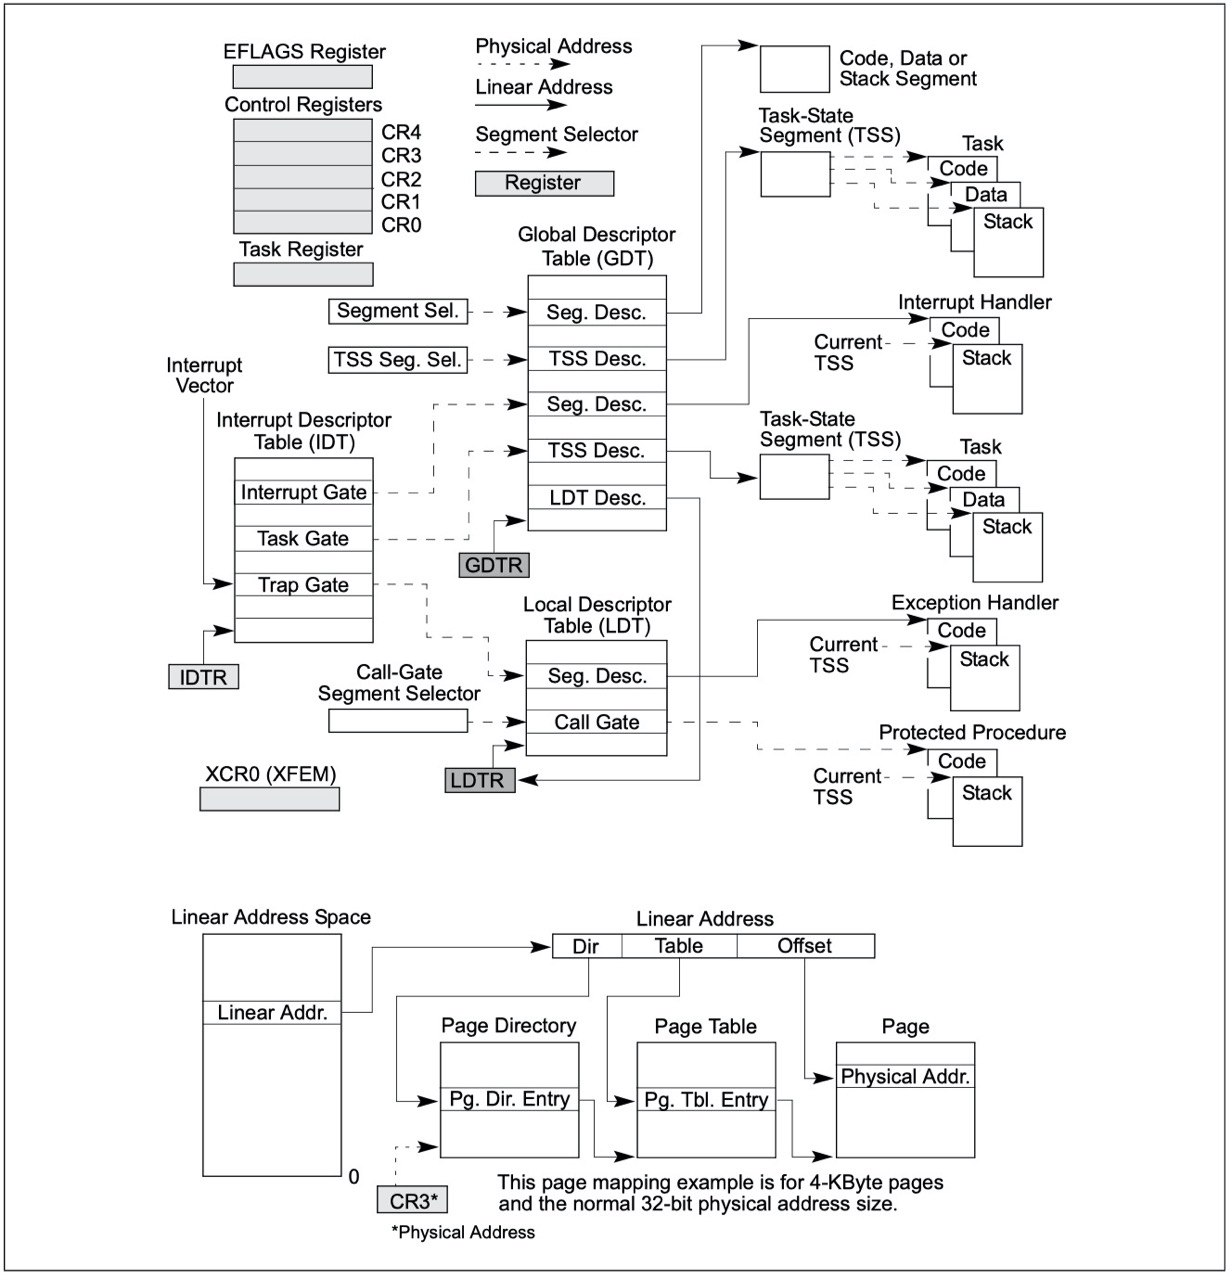 EFLAGS Register
Control Registers
CR4
CR3
CR2
CR1
CR0
Task Register
Physical Address
Linear Address
Segment Selector
Register
Code, Data or
Stack Segment
Task-State
Segment (TSS)
Task
Code
Data
Stack
Global Descriptor
Table (GDT)
Segment Sel.
Seg. Desc.
TSS Seg. Sel.
TSS Desc.
Seg. Desc.
TSS Desc.
LDT Desc.
GDTR
Interrupt Handler
Code
Stack
Current
TSS
Interrupt
Vector
Interrupt Descriptor
Table (IDT)
Interrupt Gate
Task Gate
Trap Gate
IDTR
Task-State
Segment (TSS)
Task
Code
Data
Stack
Local Descriptor
Table (LDT)
Call-Gate
Segment Selector
Seg. Desc.
Call Gate
LDTR
Exception Handler
Code
Stack
Current
TSS
Protected Procedure
Code
Stack
Current
TSS
XCR0 (XFEM)
Linear Address Space
Linear Addr.
0
Linear Address
Dir
Table
Offset
Page Directory
Pg. Dir. Entry
Page Table
Pg. Tbl. Entry
Page
Physical Addr.
CR3*
*Physical Address
This page mapping example is for 4-KByte pages
and the normal 32-bit physical address size.